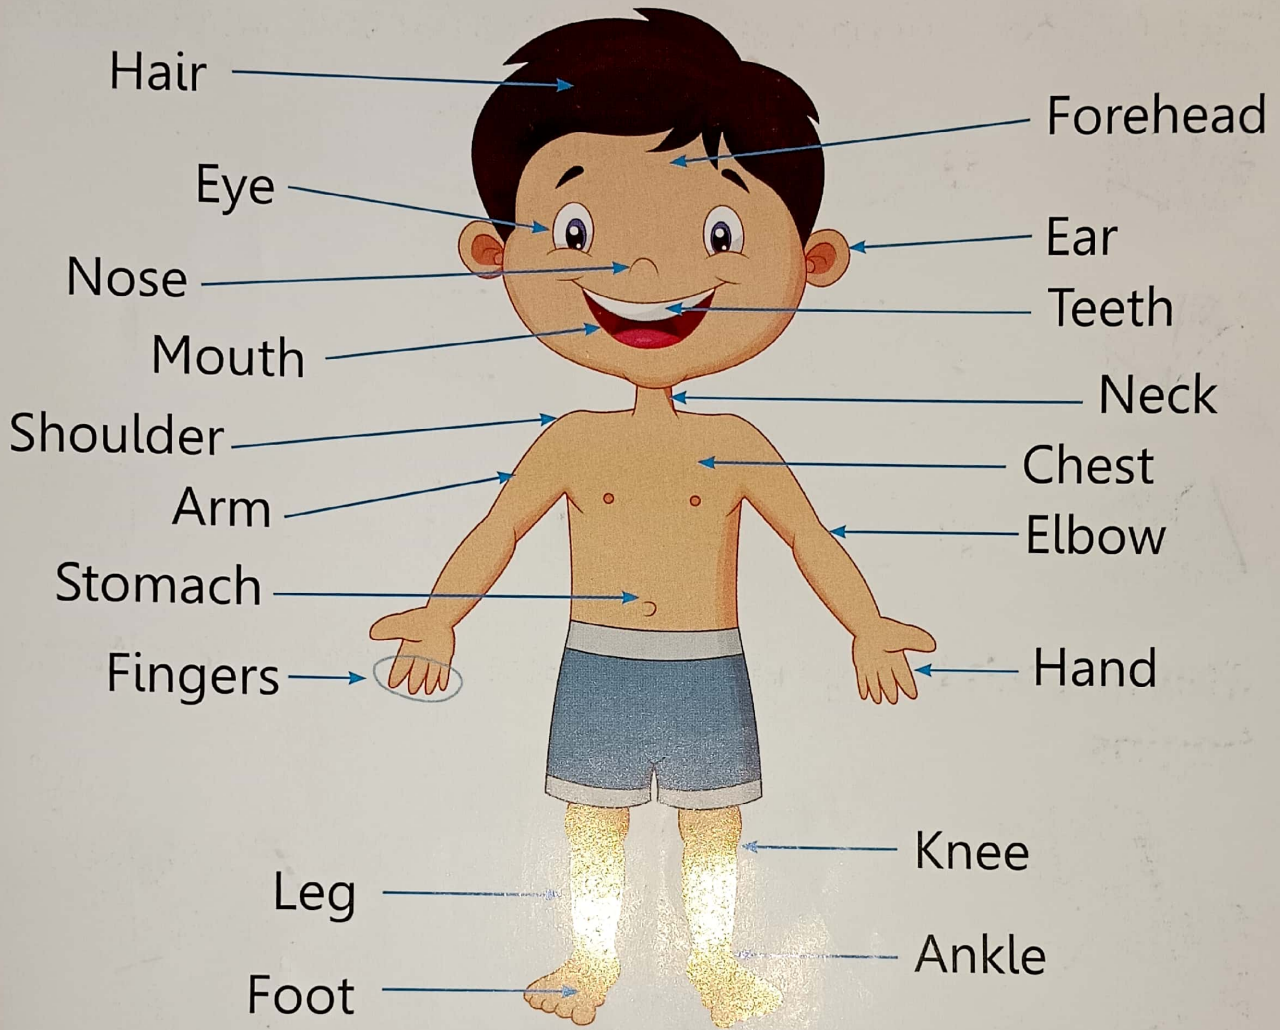 Hair
Forehead
Eye
Ear
Nose
Teeth
Mouth
Neck
Shoulder
Chest
Arm
Elbow
Stomach
Fingers
Hand
Knee
Leg
Ankle
Foot